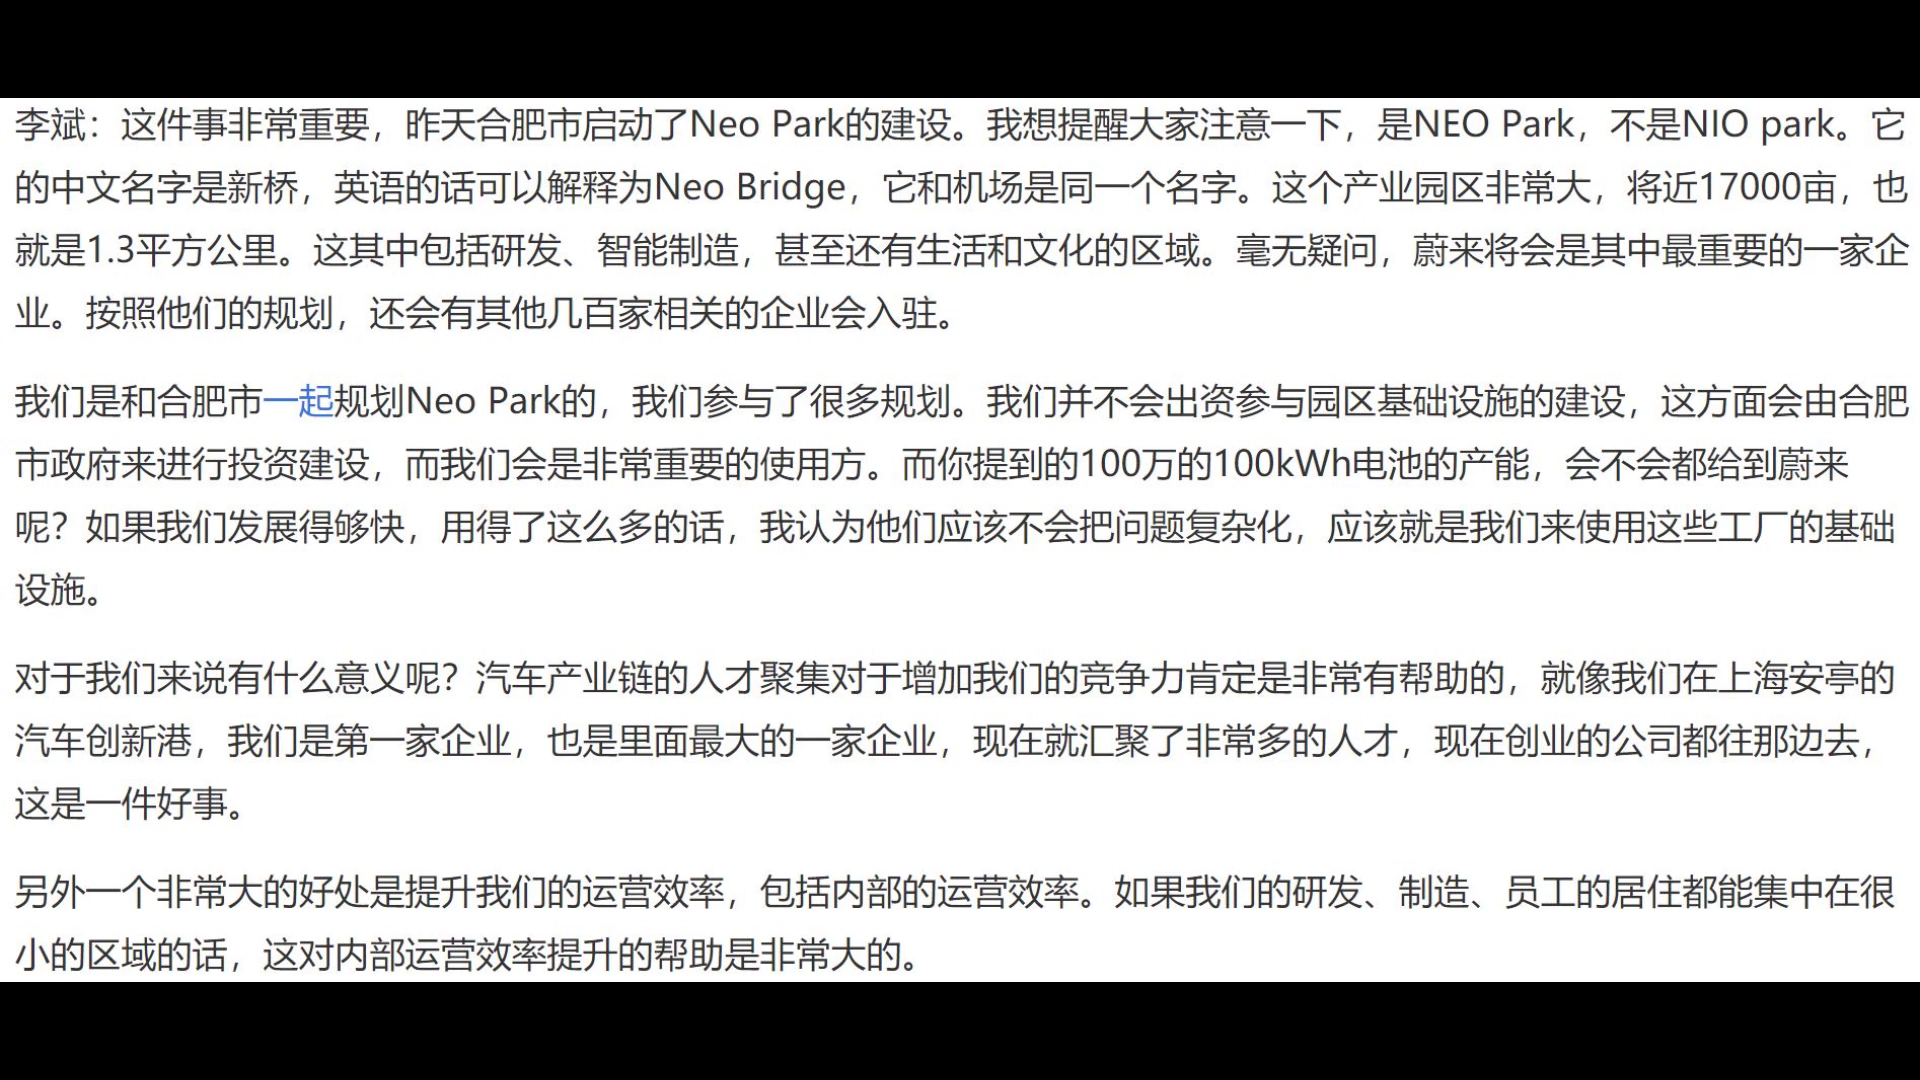 李斌：这件事非常重要，昨天合肥市启动了Neo Park的建设。我想提醒大家注意一下，是NEO Park，不是NIO park。它
的中文名字是新桥，英语的话可以解释为Neo Bridge，它和机场是同一个名字。这个产业园区非常大，将近17000亩，也
就是1.3平方公里。这其中包括研发、智能制造，甚至还有生活和文化的区域。毫无疑问，蔚来将会是其中最重要的一家企
业。按照他们的规划，还会有其他几百家相关的企业会入驻。
我们是和合肥市一起规划Neo Park的，我们参与了很多规划。我们并不会出资参与园区基础设施的建设，这方面会由合肥
市政府来进行投资建设，而我们会是非常重要的使用方。而你提到的100万的100kWh电池的产能，会不会都给到蔚来
呢？如果我们发展得够快，用得了这么多的话，我认为他们应该不会把问题复杂化，应该就是我们来使用这些工厂的基础
设施。
对于我们来说有什么意义呢？汽车产业链的人才聚集对于增加我们的竞争力肯定是非常有帮助的，就像我们在上海安亭的
汽车创新港，我们是第一家企业，也是里面最大的一家企业，现在就汇聚了非常多的人才，现在创业的公司都往那边去，
这是一件好事。
另外一个非常大的好处是提升我们的运营效率，包括内部的运营效率。如果我们的研发、制造、员工的居住都能集中在很
小的区域的话，这对内部运营效率提升的帮助是非常大的。